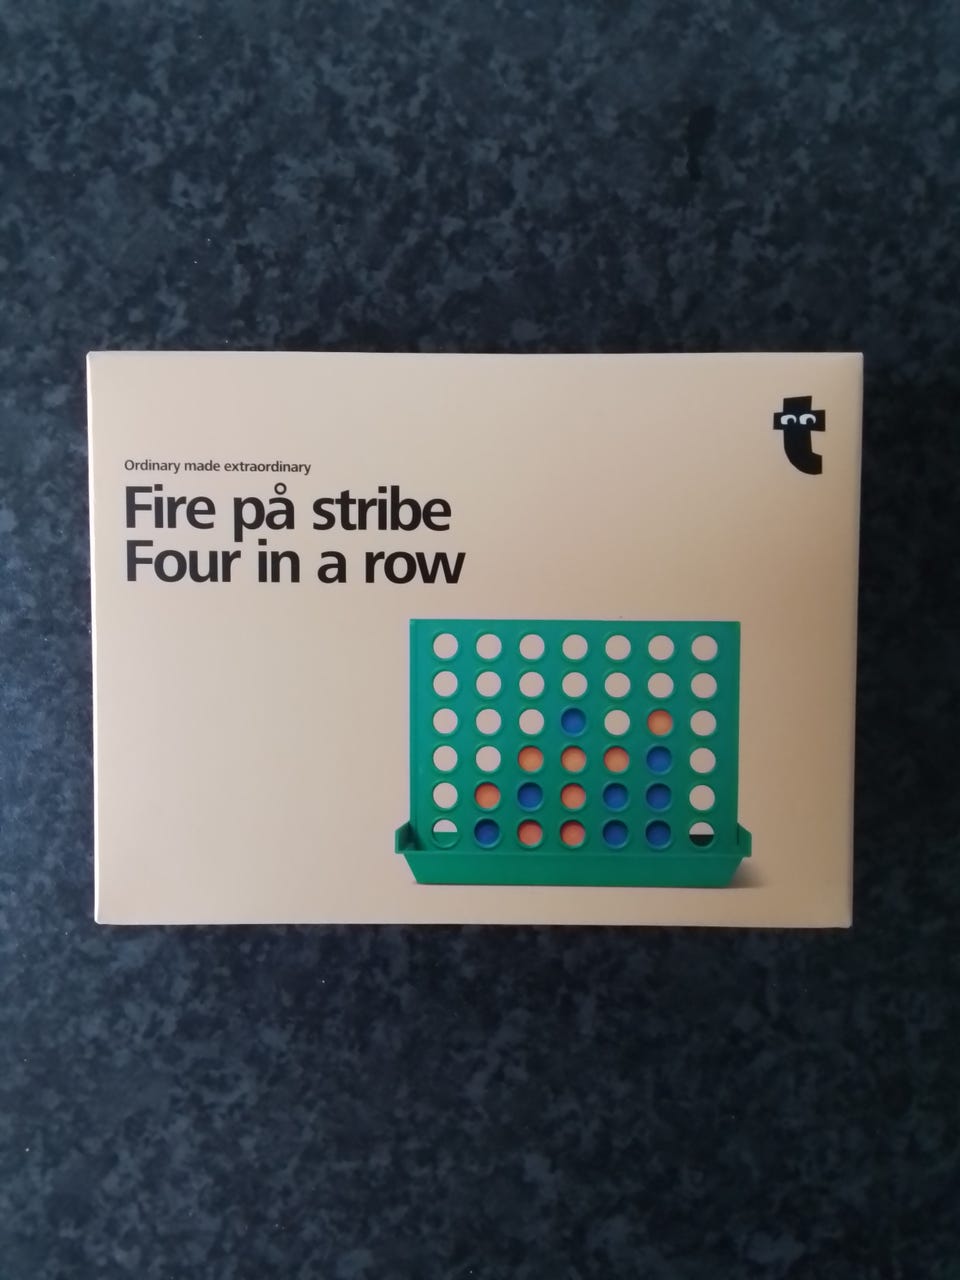 Ordinary made extraordinary
Fire på stribe
Four in a row
t